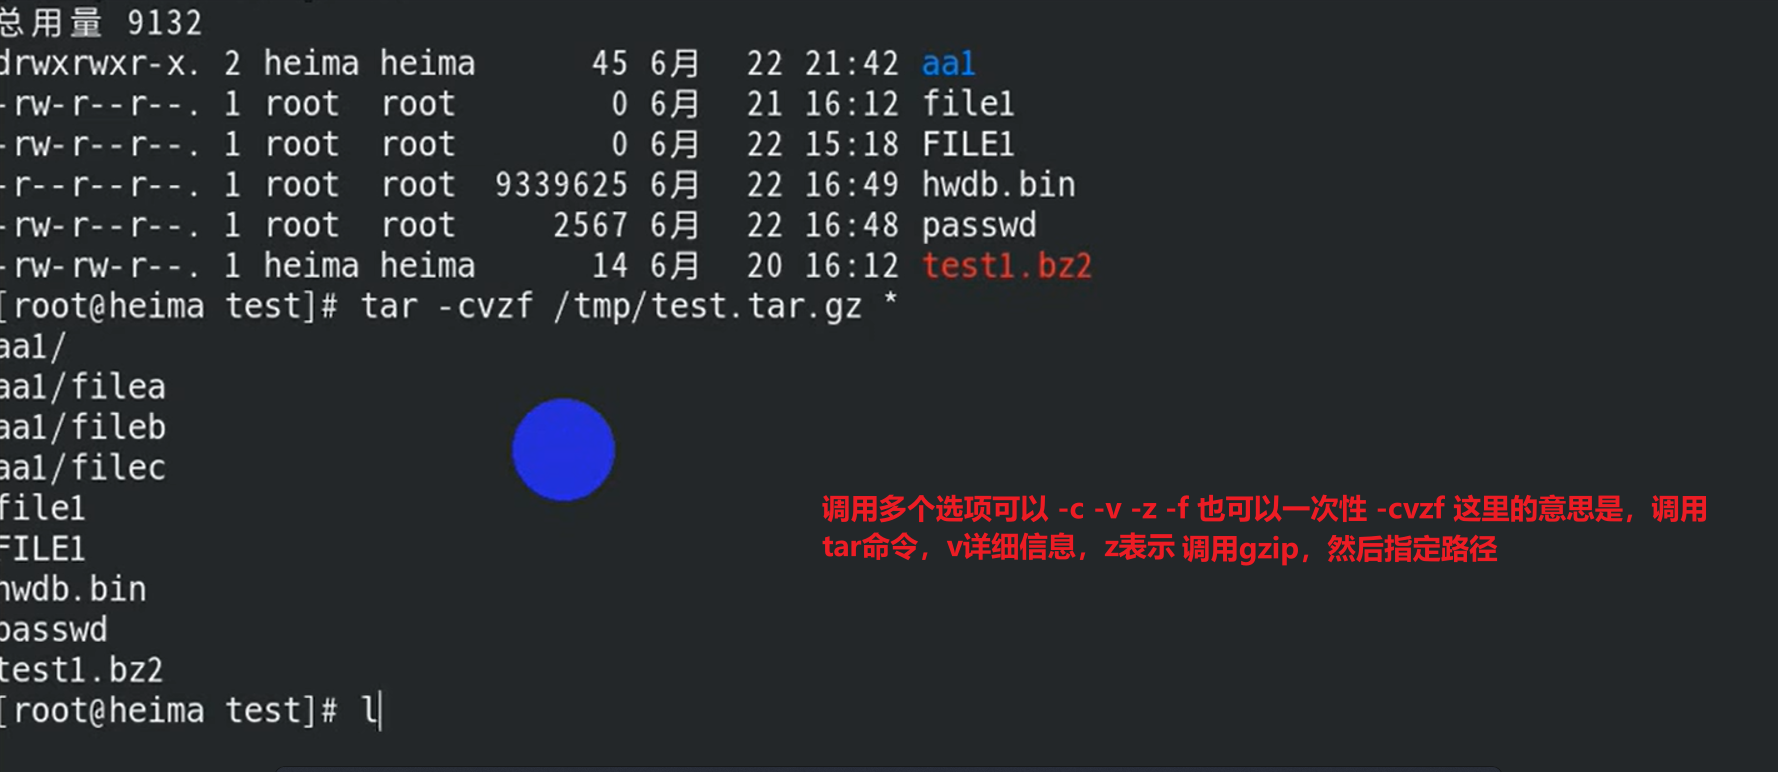 总用量 9132
drwxrwxr-x. 2 heima heima 45 6月 22 21:42 aa1
-rw-r--r--. 1 root root 0 6月 21 16:12 file1
-rw-r--r--. 1 root root 0 6月 22 15:18 FILE1
-r--r--r--. 1 root root 9339625 6月 22 16:49 hwdb.bin
-rw-r--r--. 1 root root 2567 6月 22 16:48 passwd
-rw-rw-r--. 1 heima heima 14 6月 20 16:12 test1.bz2
[root@heima test]# tar -cvzf /tmp/test.tar.gz *
aa1/
aa1/filea
aa1/fileb
aa1/filec
file1
FILE1
hwdb.bin
passwd
test1.bz2
[root@heima test]# l
调用多个选项可以 -c -v -z -f 也可以一次性 -cvzf 这里的意思是，调用
tar命令，v详细信息，z表示 调用gzip，然后指定路径